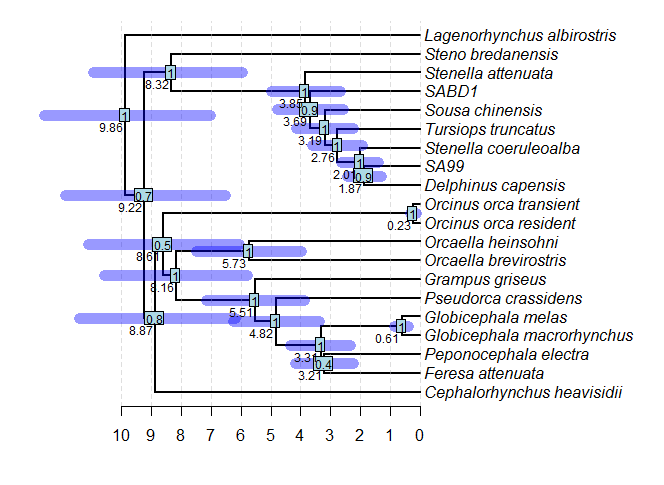 Lagenorhynchus albirostris
Steno bredanensis
Stenella attenuata
SABD1
Sousa chinensis
Tursiops truncatus
Stenella coeruleoalba
SA99
Delphinus capensis
Orcinus orca transient
Orcinus orca resident
Orcaella heinsohni
Orcaella brevirostris
Grampus griseus
Pseudorca crassidens
Globicephala melas
Globicephala macrorhynchus
Peponocephala electra
Feresa attenuata
Cephalorhynchus heavisidii
1
9.86
0.7
9.22
1
8.32
1
3.85
0.9
3.69
1
3.19
1
2.76
1
2.01
0.9
1.87
0.8
8.87
0.5
8.61
1
0.23
1
8.16
1
5.73
1
5.51
1
4.82
1
3.31
1
0.61
0.4
3.21
10 9 8 7 6 5 4 3 2 1 0